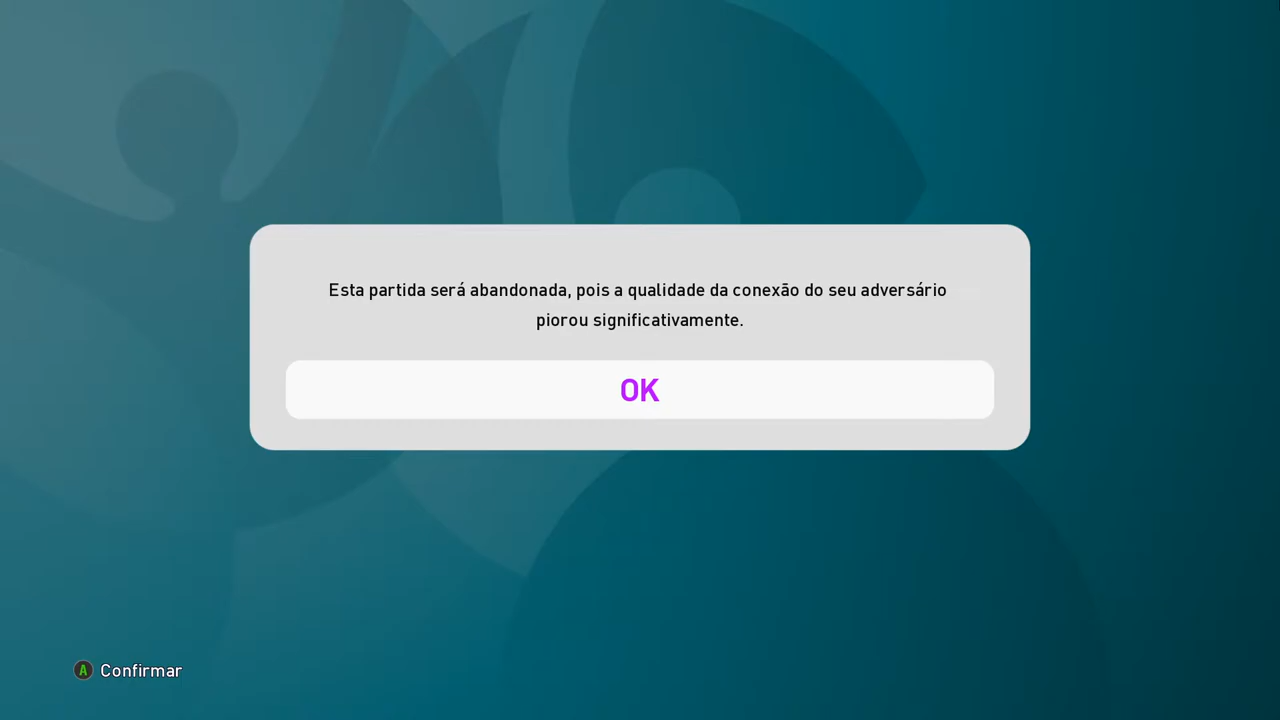 Esta partida será abandonada, pois a qualidade da conexão do seu adversário
piorou significativamente.
OK
A Confirmar